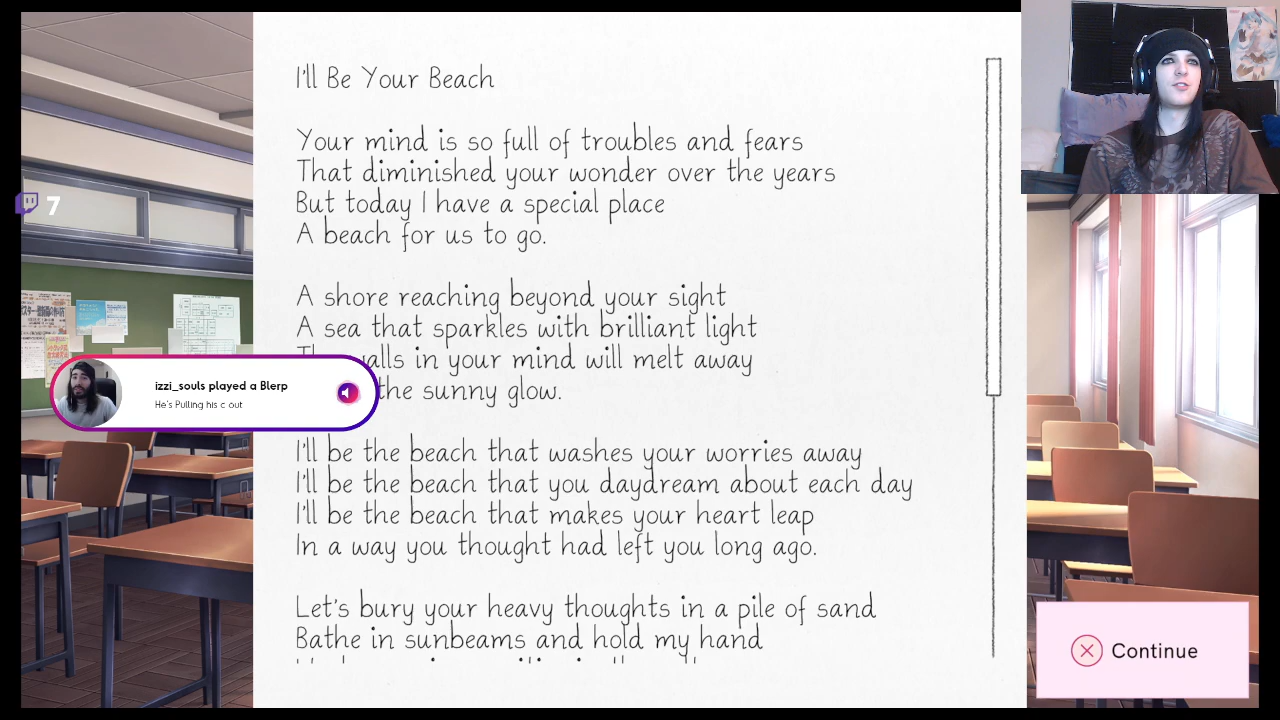 I'll Be Your Beach
Your mind is so full of troubles and fears
That diminished your wonder over the years
But today I have a special place
A beach for us to go.
A shore reaching beyond your sight
A sea that sparkles with brilliant light
walls in your mind will melt away
the sunny glow.
I'll be the beach that washes your worries away
I'll be the beach that you daydream about each day
I'll be the beach that makes your heart leap
In a way you thought had left you long ago.
Let's bury your heavy thoughts in a pile of sand
Bathe in sunbeams and hold my hand
7
izzi_souls played a Blerp
He's Pulling his c out
Continue